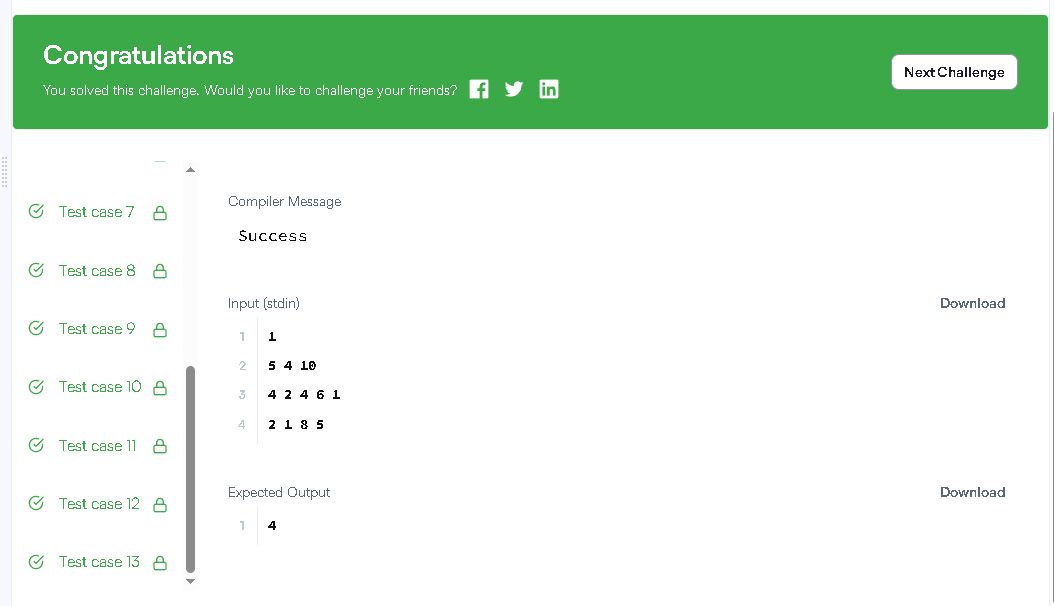 Congratulations
You solved this challenge. Would you like to challenge your friends?
Next Challenge
Test case 7
Test case 8
Test case 9
Test case 10
Test case 11
Test case 12
Test case 13
Compiler Message
Success
Input (stdin)
Download
1 1
2 5 4 10
3 4 2 4 6 1
4 2 1 8 5
Expected Output
Download
1 4